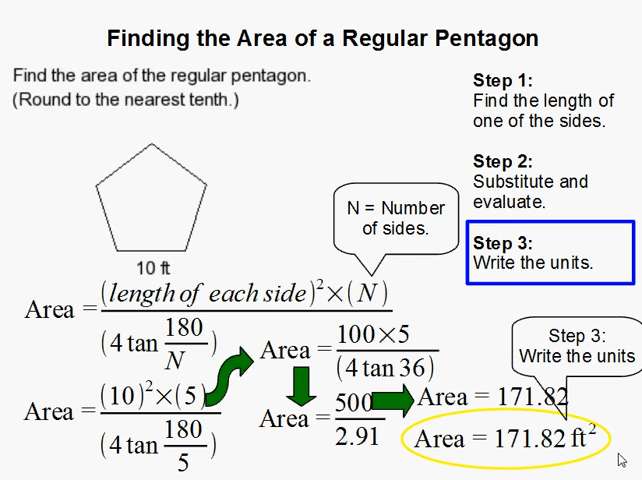 Finding the Area of a Regular Pentagon
Find the area of the regular pentagon.
(Round to the nearest tenth.)
Step 1:
Find the length of
one of the sides.
Step 2:
Substitute and
evaluate.
Step 3:
Write the units.
N = Number
of sides.
10 ft
Area = (length of each side)²×(N) / (4 tan 180/N)
Area = (10)²×(5) / (4 tan 180/5)
Area = 100×5 / (4 tan 36)
Area = 500 / 2.91
Area = 171.82
Step 3:
Write the units
Area = 171.82 ft²